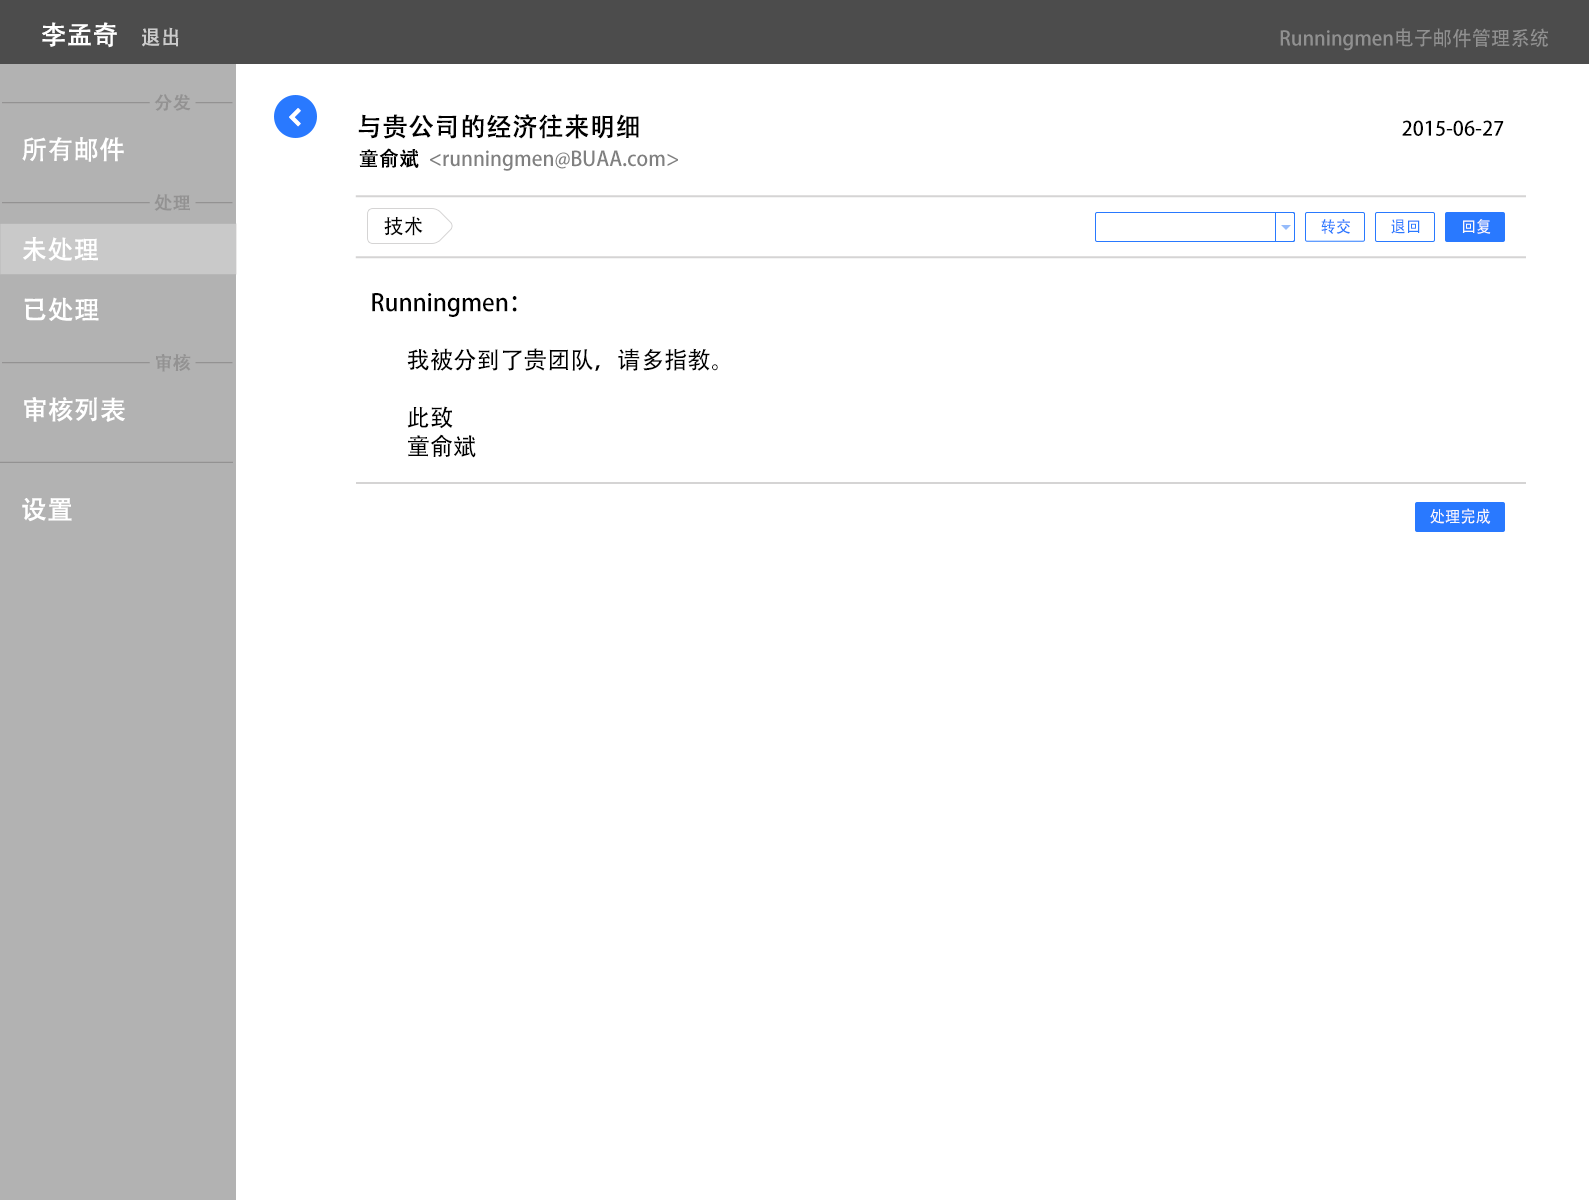 李孟奇 退出 Runningmen电子邮件管理系统
分发
所有邮件
处理
未处理
已处理
审核
审核列表
设置
与贵公司的经济往来明细 2015-06-27
童俞斌 <runningmen@BUAA.com>
技术 转交 退回 回复
Runningmen：
我被分到了贵团队，请多指教。
此致
童俞斌
处理完成